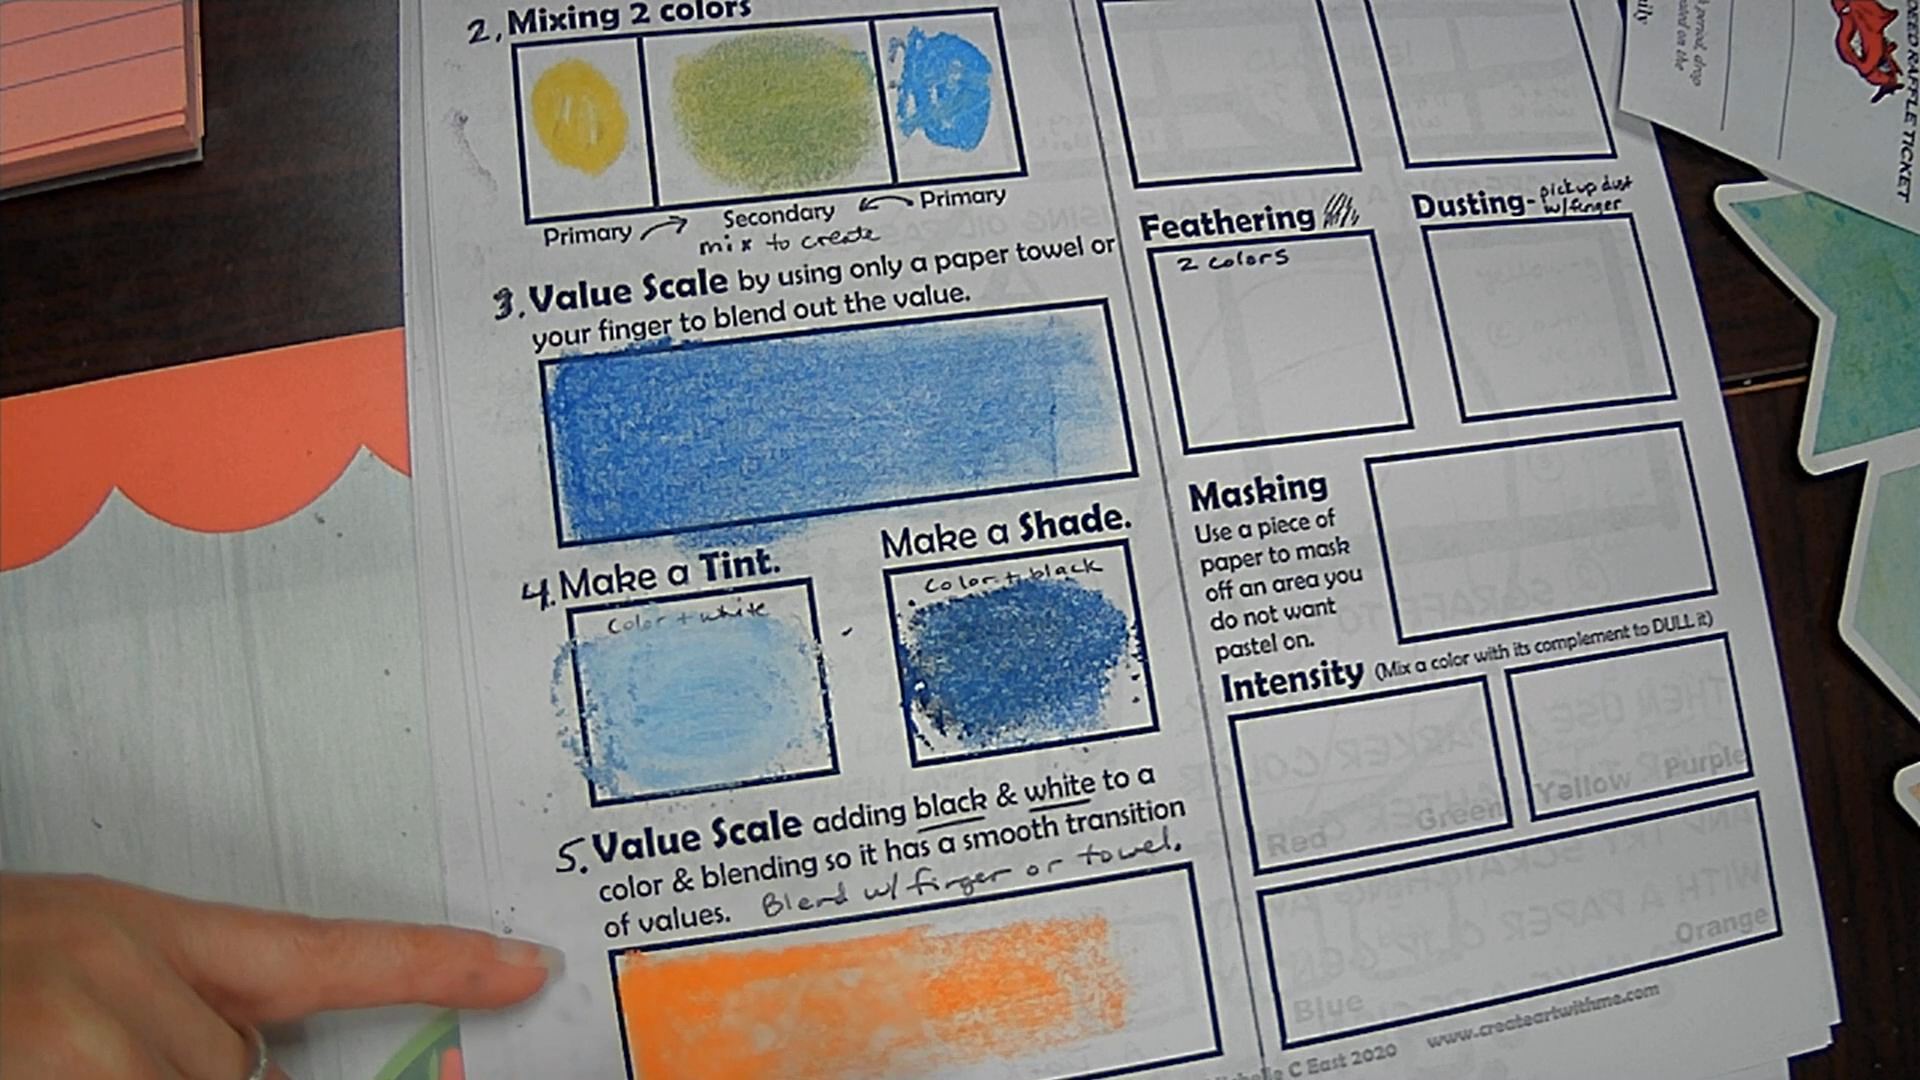 2. Mixing 2 colors
Primary
Secondary
Primary
mix to create
3. Value Scale by using only a paper towel or
your finger to blend out the value.
4. Make a Tint.
color + white
Make a Shade.
Color + black
5. Value Scale adding black & white to a
color & blending so it has a smooth transition
of values. Blend w/ finger or towel.
Feathering
2 colors
Dusting- pick up dust
w/finger
Masking
Use a piece of
paper to mask
off an area you
do not want
pastel on.
Intensity (Mix a color with its complement to DULL it)
Red
Green
Yellow
Purple
Blue
Orange
C East 2020
www.createartwithme.com
RAFFLE TICKET